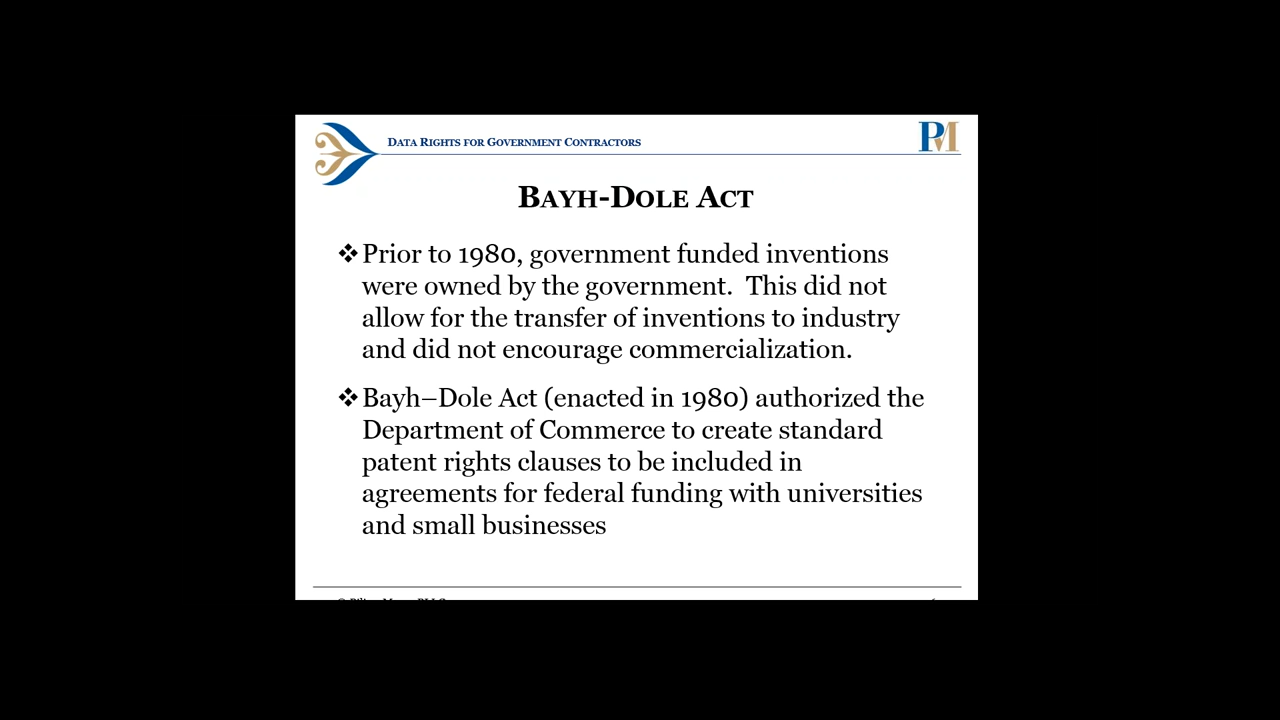 DATA RIGHTS FOR GOVERNMENT CONTRACTORS
PM
BAYH-DOLE ACT
❖Prior to 1980, government funded inventions
were owned by the government.  This did not
allow for the transfer of inventions to industry
and did not encourage commercialization.
❖Bayh–Dole Act (enacted in 1980) authorized the
Department of Commerce to create standard
patent rights clauses to be included in
agreements for federal funding with universities
and small businesses